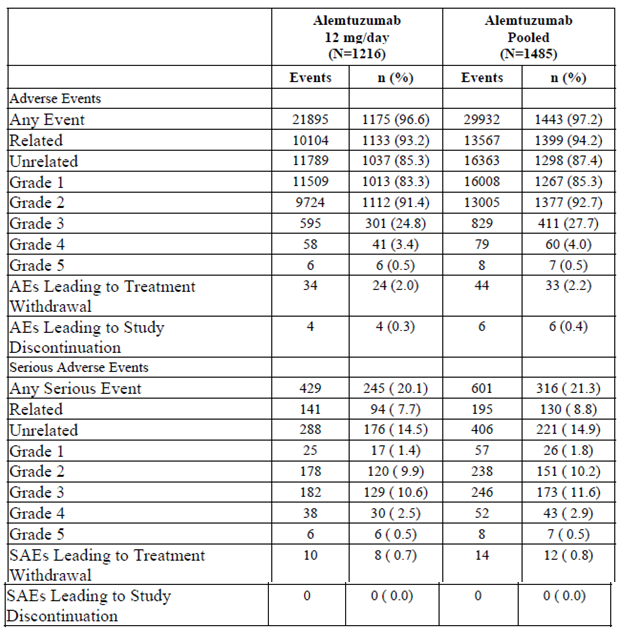 Alemtuzumab 12 mg/day (N=1216) Alemtuzumab Pooled (N=1485)
Events n (%) Events n (%)
Adverse Events
Any Event 21895 1175 (96.6) 29932 1443 (97.2)
Related 10104 1133 (93.2) 13567 1399 (94.2)
Unrelated 11789 1037 (85.3) 16363 1298 (87.4)
Grade 1 11509 1013 (83.3) 16008 1267 (85.3)
Grade 2 9724 1112 (91.4) 13005 1377 (92.7)
Grade 3 595 301 (24.8) 829 411 (27.7)
Grade 4 58 41 (3.4) 79 60 (4.0)
Grade 5 6 6 (0.5) 8 7 (0.5)
AEs Leading to Treatment Withdrawal 34 24 (2.0) 44 33 (2.2)
AEs Leading to Study Discontinuation 4 4 (0.3) 6 6 (0.4)
Serious Adverse Events
Any Serious Event 429 245 ( 20.1) 601 316 ( 21.3)
Related 141 94 ( 7.7) 195 130 ( 8.8)
Unrelated 288 176 ( 14.5) 406 221 ( 14.9)
Grade 1 25 17 ( 1.4) 57 26 ( 1.8)
Grade 2 178 120 ( 9.9) 238 151 ( 10.2)
Grade 3 182 129 ( 10.6) 246 173 ( 11.6)
Grade 4 38 30 ( 2.5) 52 43 ( 2.9)
Grade 5 6 6 ( 0.5) 8 7 ( 0.5)
SAEs Leading to Treatment Withdrawal 10 8 ( 0.7) 14 12 ( 0.8)
SAEs Leading to Study Discontinuation 0 0 ( 0.0) 0 0 ( 0.0)